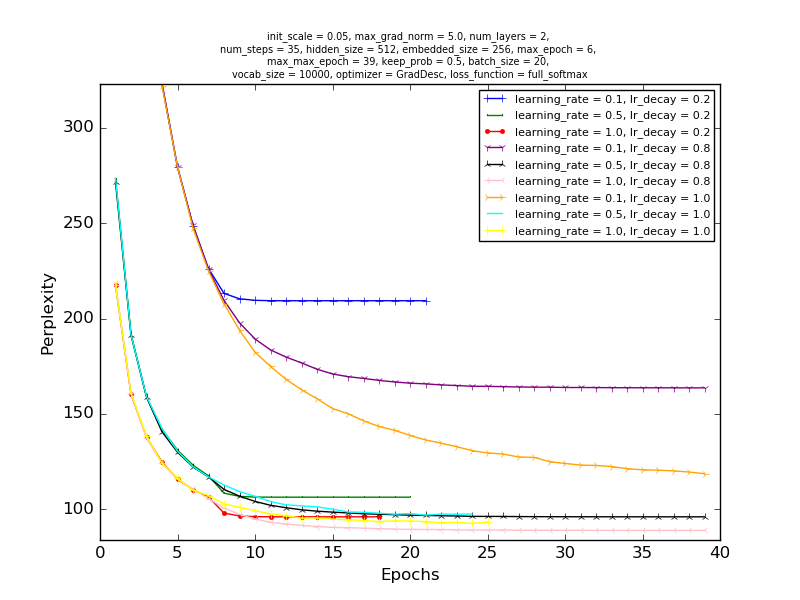 init_scale = 0.05, max_grad_norm = 5.0, num_layers = 2,
num_steps = 35, hidden_size = 512, embedded_size = 256, max_epoch = 6,
max_max_epoch = 39, keep_prob = 0.5, batch_size = 20,
vocab_size = 10000, optimizer = GradDesc, loss_function = full_softmax
learning_rate = 0.1, lr_decay = 0.2
learning_rate = 0.5, lr_decay = 0.2
learning_rate = 1.0, lr_decay = 0.2
learning_rate = 0.1, lr_decay = 0.8
learning_rate = 0.5, lr_decay = 0.8
learning_rate = 1.0, lr_decay = 0.8
learning_rate = 0.1, lr_decay = 1.0
learning_rate = 0.5, lr_decay = 1.0
learning_rate = 1.0, lr_decay = 1.0
Perplexity
300
250
200
150
100
0 5 10 15 20 25 30 35 40
Epochs